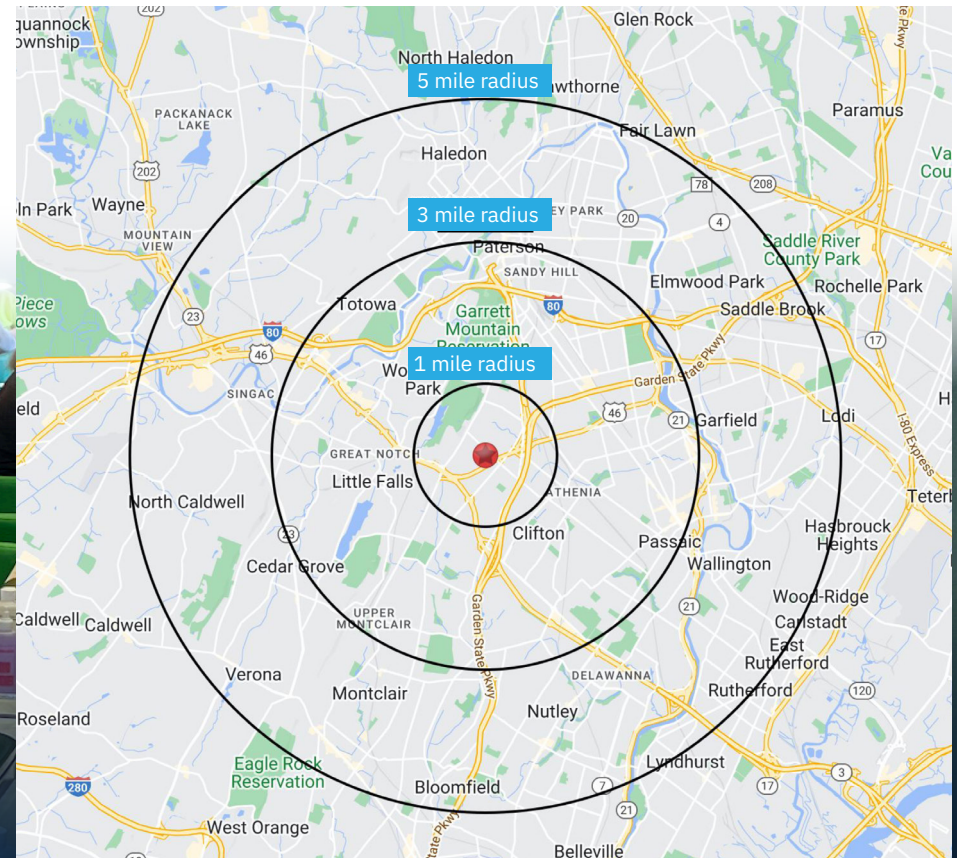 202
Glen Rock
quannock
ownship
North Haledon
5 mile radius
awthorne
Paramus
PACKANACK
LAKE
Fair Lawn
Haledon
202
78
208
ln Park
Wayne
3 mile radius
EY PARK
20
4
MOUNTAIN
VIEW
Paterson
Saddle River
County Park
SANDY HILL
Elmwood Park
Rochelle Park
Piece
ows
Totowa
80
Garrett
Mountain
Reservation
Saddle Brook
23
80
46
17
1 mile radius
Wo
Park
Garden State Pkwy
SINGAC
eld
46
21
Garfield
Lodi
I-80 Express
GREAT NOTCH
Little Falls
ATHENIA
North Caldwell
Teterb
23
Clifton
Passaic
Hasbrouck
Heights
Cedar Grove
Wallington
Wood-Ridge
Caldwell
Caldwell
UPPER
MONTCLAIR
21
Carlstadt
East
Rutherford
Garden State Pkwy
Verona
DELAWANNA
Montclair
Rutherford
120
Roseland
Nutley
Eagle Rock
Reservation
Lyndhurst
280
Bloomfield
7
17
3
21
West Orange
tate Pkwy
Belleville